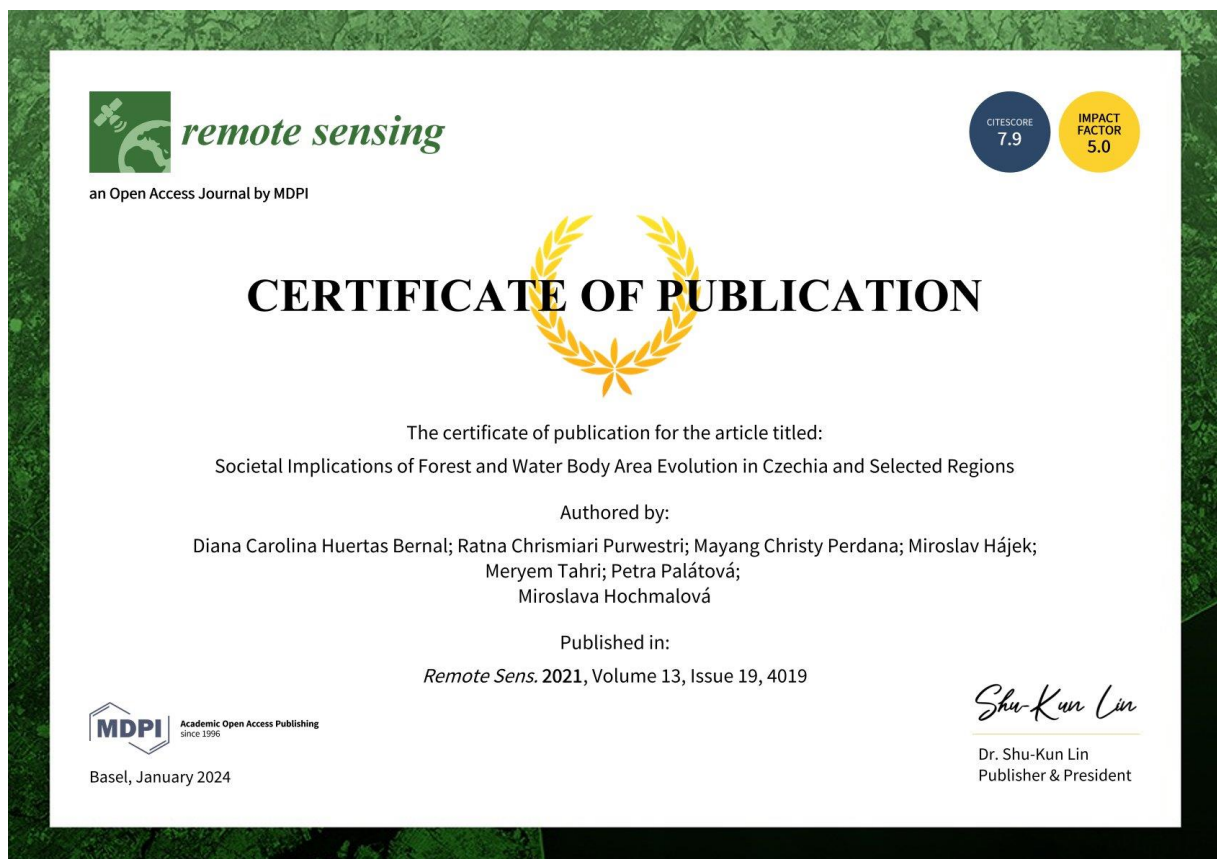 remote sensing
an Open Access Journal by MDPI
CITESCORE
7.9
IMPACT
FACTOR
5.0
CERTIFICATE OF PUBLICATION
The certificate of publication for the article titled:
Societal Implications of Forest and Water Body Area Evolution in Czechia and Selected Regions
Authored by:
Diana Carolina Huertas Bernal; Ratna Chrismiari Purwestri; Mayang Christy Perdana; Miroslav Hájek;
Meryem Tahri; Petra Palátová;
Miroslava Hochmalová
Published in:
Remote Sens. 2021, Volume 13, Issue 19, 4019
MDPI
Academic Open Access Publishing
since 1996
Basel, January 2024
Shu-Kun Lin
Dr. Shu-Kun Lin
Publisher & President